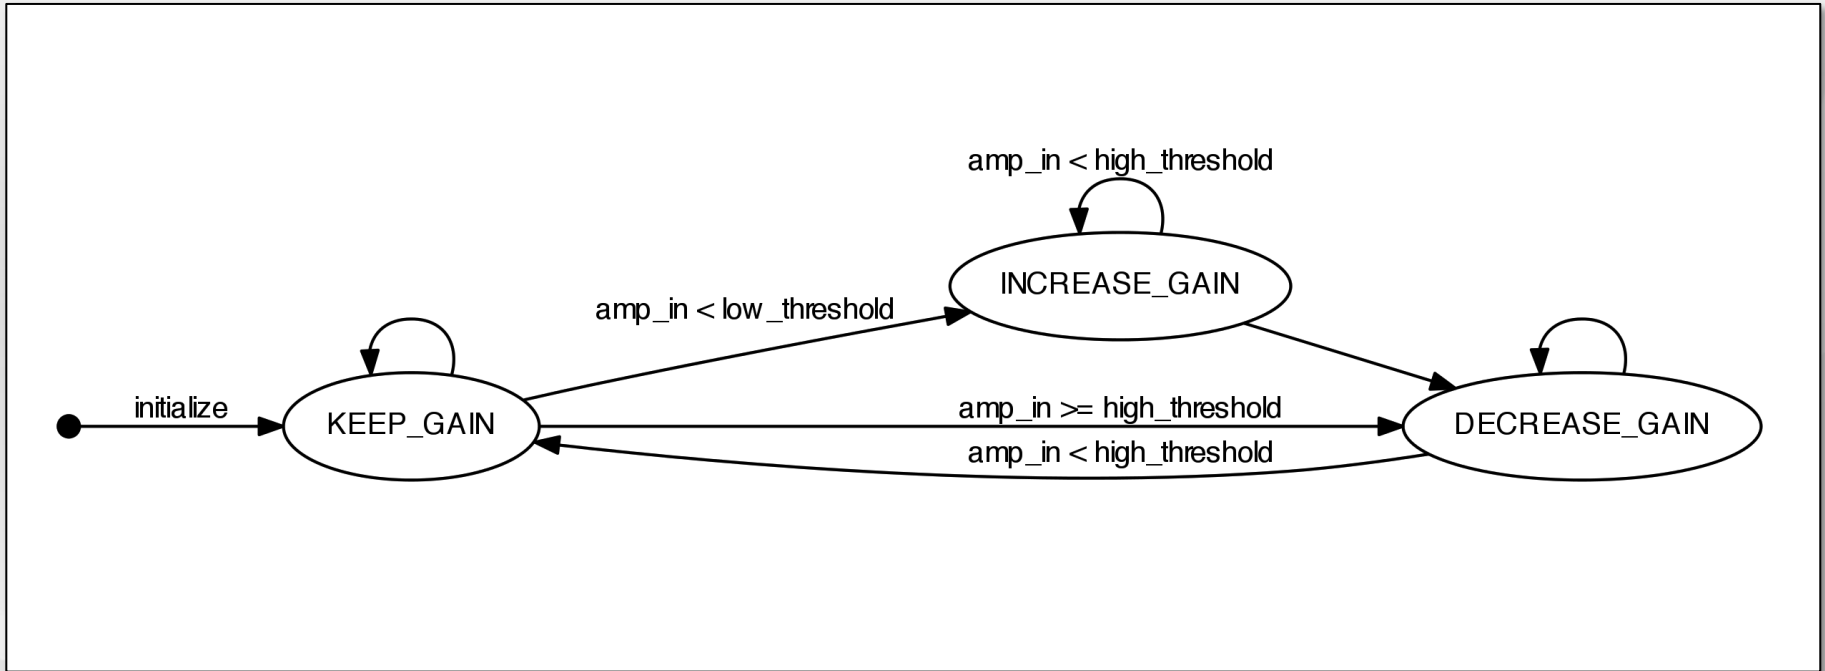 amp_in < high_threshold
INCREASE_GAIN
amp_in < low_threshold
initialize
KEEP_GAIN
amp_in >= high_threshold
DECREASE_GAIN
amp_in < high_threshold